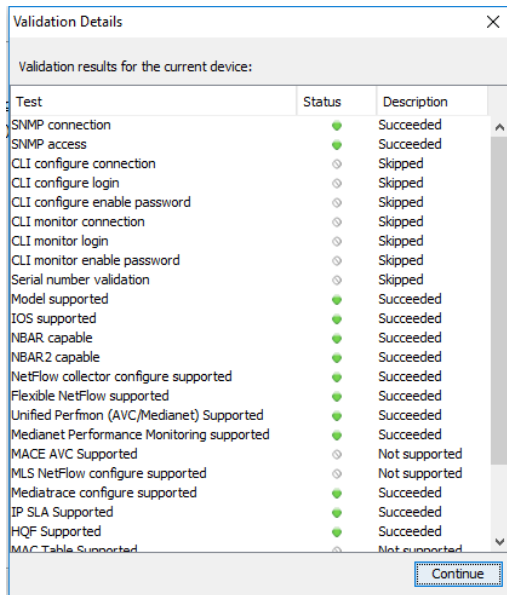 Validation Details
Validation results for the current device:
Test Status Description
SNMP connection Succeeded
SNMP access Succeeded
CLI configure connection Skipped
CLI configure login Skipped
CLI configure enable password Skipped
CLI monitor connection Skipped
CLI monitor login Skipped
CLI monitor enable password Skipped
Serial number validation Skipped
Model supported Succeeded
IOS supported Succeeded
NBAR capable Succeeded
NBAR2 capable Succeeded
NetFlow collector configure supported Succeeded
Flexible NetFlow supported Succeeded
Unified Perfmon (AVC/Medianet) Supported Succeeded
Medianet Performance Monitoring supported Succeeded
MACE AVC Supported Not supported
MLS NetFlow configure supported Not supported
Mediatrace configure supported Succeeded
IP SLA Supported Succeeded
HQF Supported Succeeded
MAC Table Supported Not supported
Continue